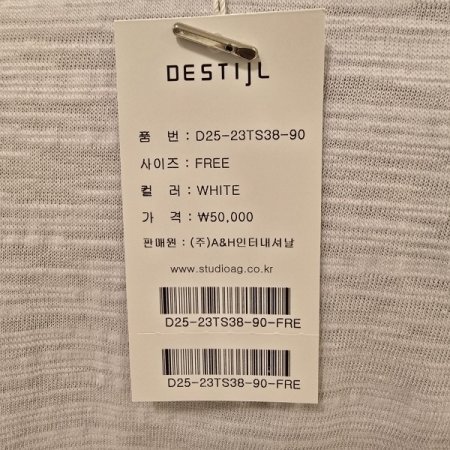 DESTIJL
품 번 : D25-23TS38-90
사이즈 : FREE
컬 러 : WHITE
가 격 : ₩50,000
판매원 : (주)A&H인터내셔날
www.studioag.co.kr
D25-23TS38-90-FRE
D25-23TS38-90-FRE